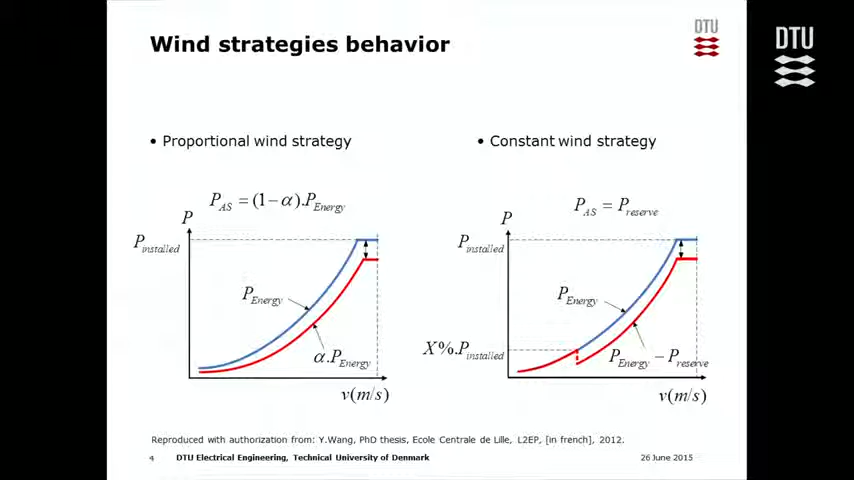 Wind strategies behavior
DTU
DTU
• Proportional wind strategy
P_AS = (1−α).P_Energy
P
P_installed
P_Energy
α.P_Energy
v(m/s)
• Constant wind strategy
P_AS = P_reserve
P
P_installed
P_Energy
X%.P_installed
P_Energy − P_reserve
v(m/s)
Reproduced with authorization from: Y.Wang, PhD thesis, Ecole Centrale de Lille, L2EP, [in french], 2012.
4 DTU Electrical Engineering, Technical University of Denmark 26 June 2015